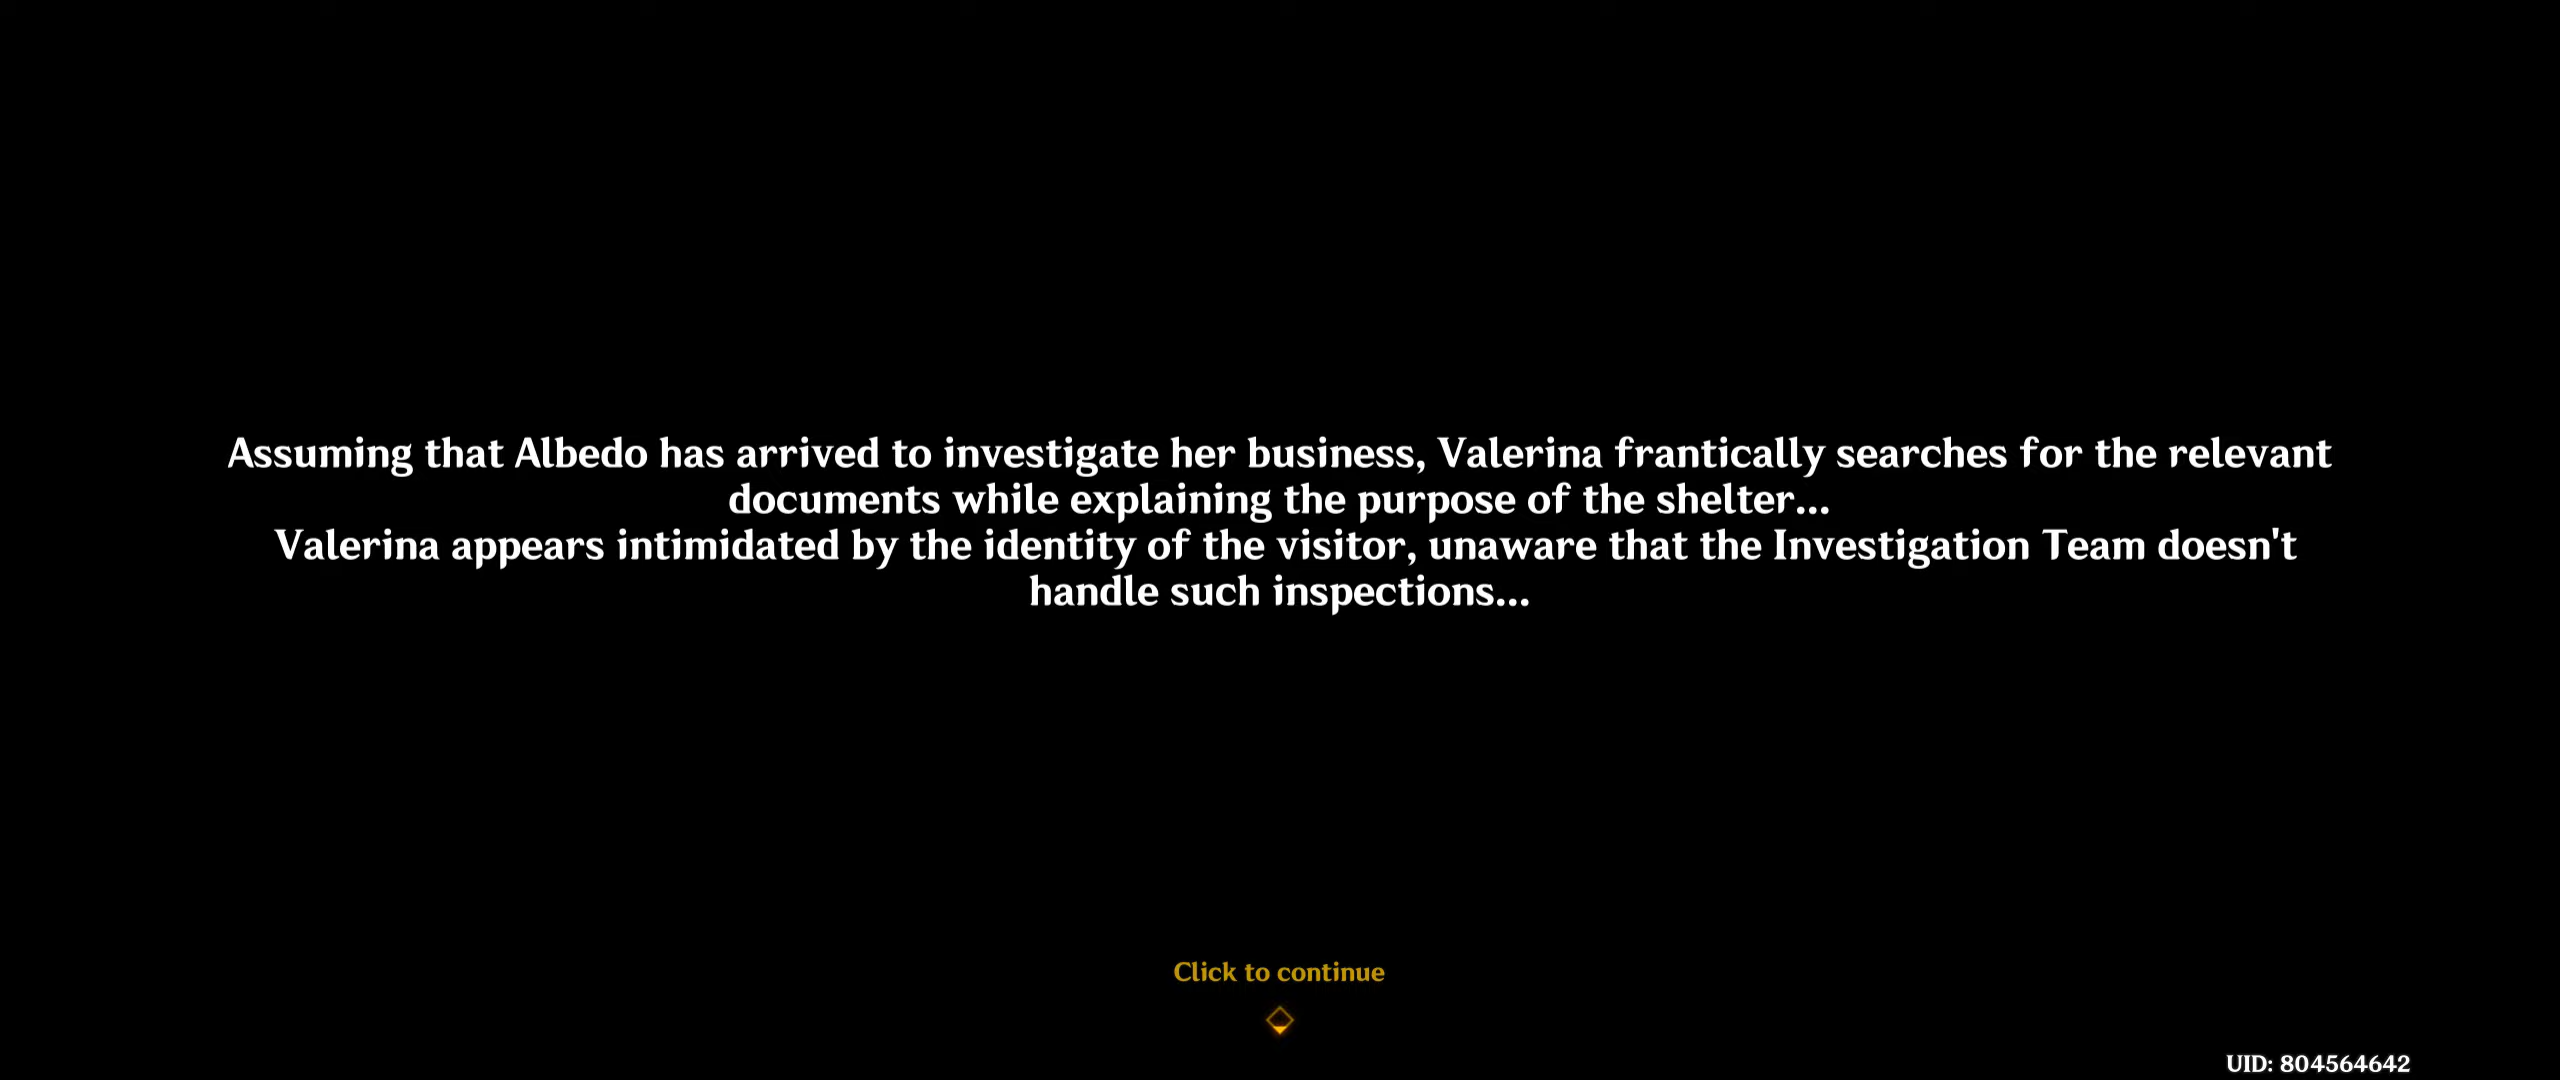 Assuming that Albedo has arrived to investigate her business, Valerina frantically searches for the relevant
documents while explaining the purpose of the shelter...
Valerina appears intimidated by the identity of the visitor, unaware that the Investigation Team doesn't
handle such inspections...
Click to continue
UID: 804564642